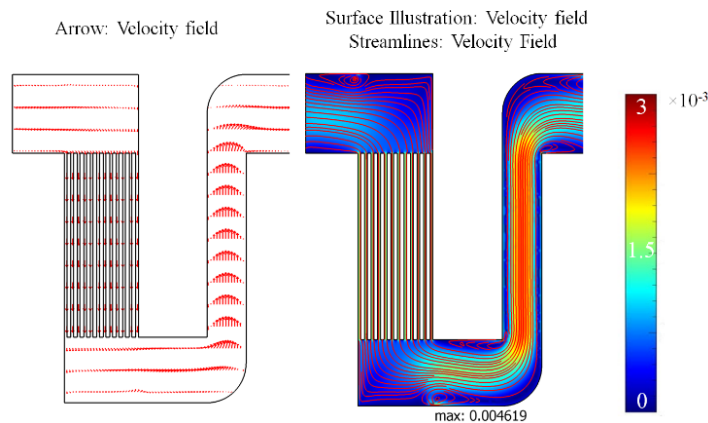 Arrow: Velocity field
Surface Illustration: Velocity field
Streamlines: Velocity Field
3
×10⁻³
1.5
0
max: 0.004619